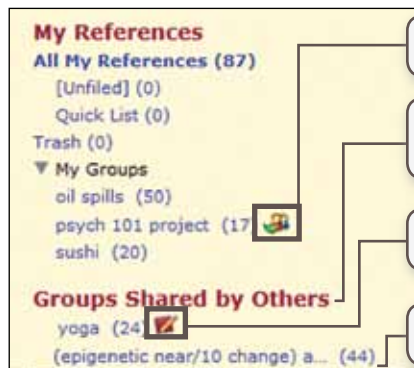 My References
All My References (87)
[Unfiled] (0)
Quick List (0)
Trash (0)
My Groups
oil spills (50)
psych 101 project (17
sushi (20)
Groups Shared by Others
yoga (24)
(epigenetic near/10 change) a... (44)